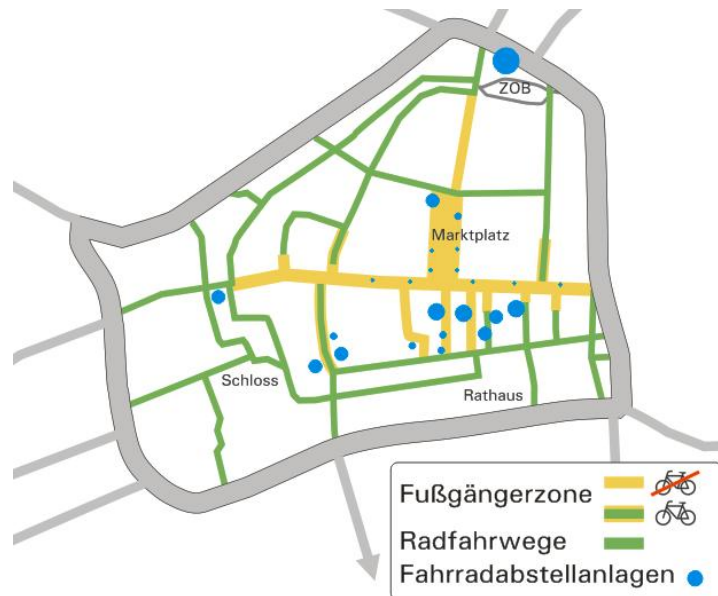 ZOB
Marktplatz
Schloss
Rathaus
Fußgängerzone
Radfahrwege
Fahrradabstellanlagen